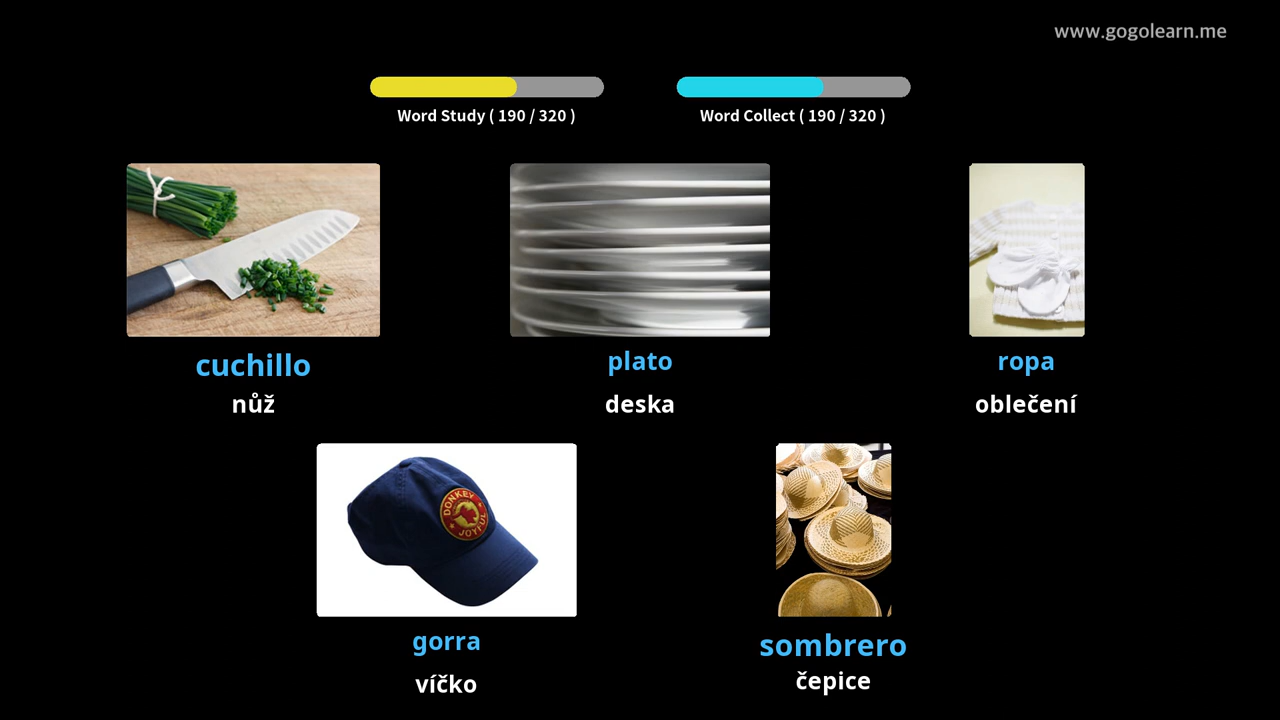 www.gogolearn.me
Word Study ( 190 / 320 )
Word Collect ( 190 / 320 )
cuchillo
nůž
plato
deska
ropa
oblečení
DONKEY
JOYFUL
gorra
víčko
sombrero
čepice